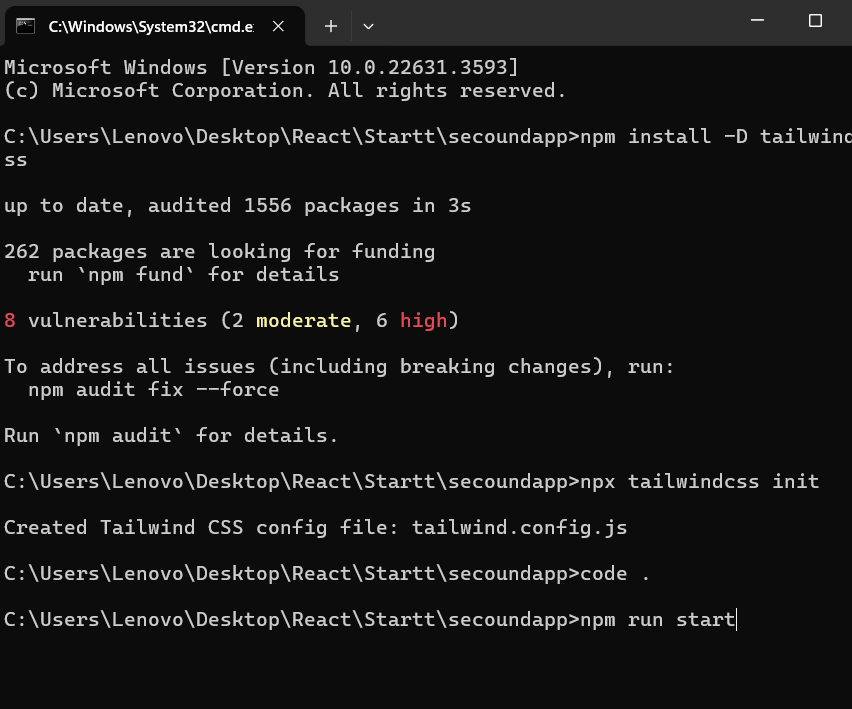 C:\Windows\System32\cmd.e
Microsoft Windows [Version 10.0.22631.3593]
(c) Microsoft Corporation. All rights reserved.
C:\Users\Lenovo\Desktop\React\Startt\secoundapp>npm install -D tailwind
ss
up to date, audited 1556 packages in 3s
262 packages are looking for funding
run `npm fund` for details
8 vulnerabilities (2 moderate, 6 high)
To address all issues (including breaking changes), run:
npm audit fix --force
Run `npm audit` for details.
C:\Users\Lenovo\Desktop\React\Startt\secoundapp>npx tailwindcss init
Created Tailwind CSS config file: tailwind.config.js
C:\Users\Lenovo\Desktop\React\Startt\secoundapp>code .
C:\Users\Lenovo\Desktop\React\Startt\secoundapp>npm run start